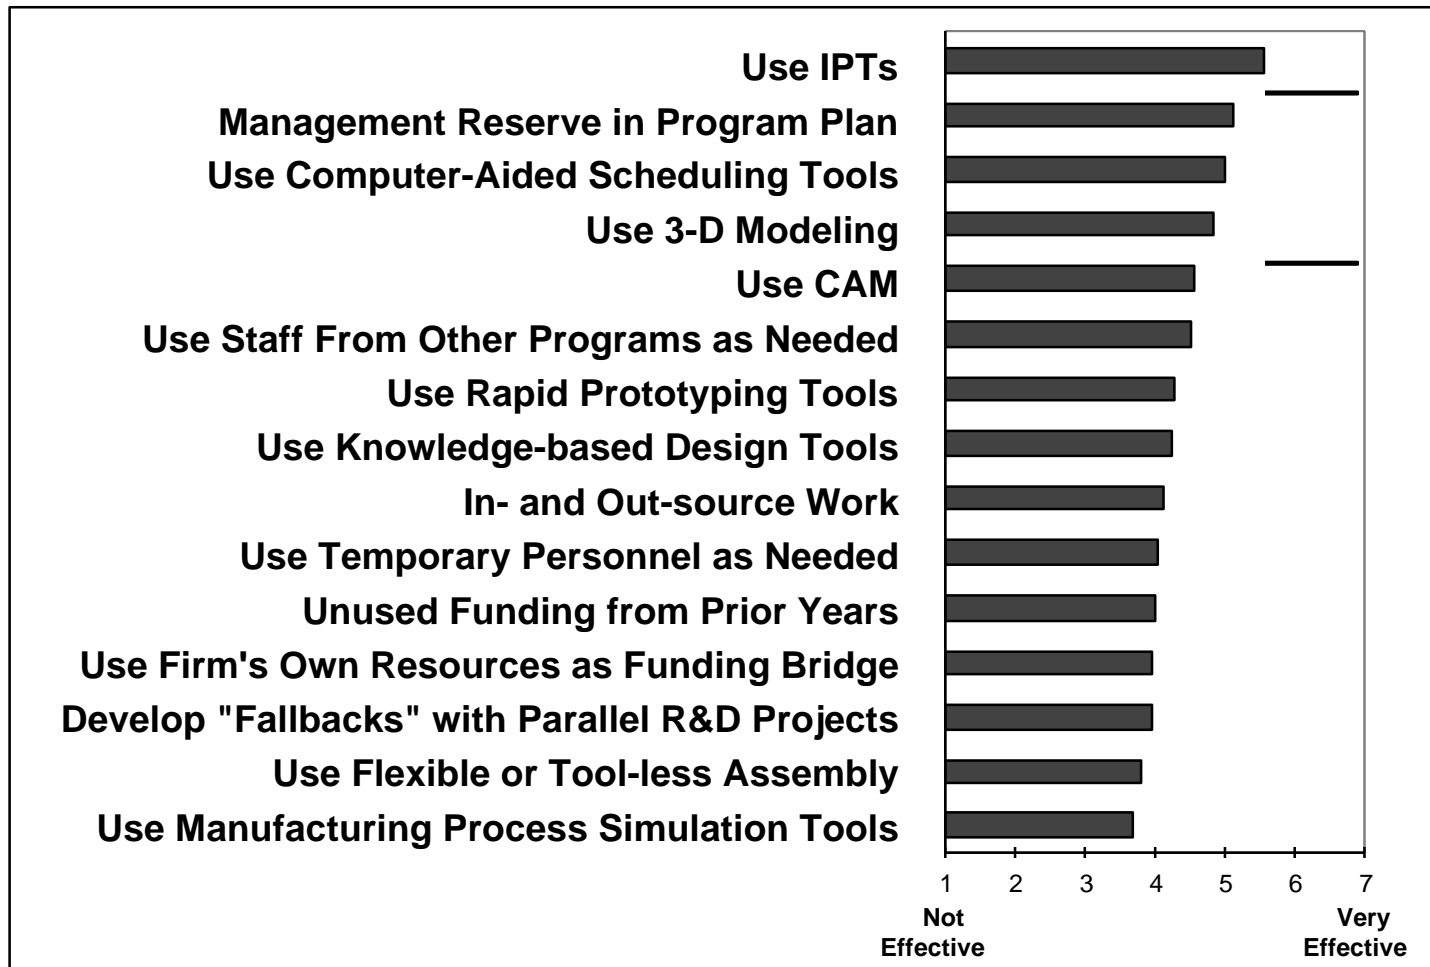 Use IPTs
Management Reserve in Program Plan
Use Computer-Aided Scheduling Tools
Use 3-D Modeling
Use CAM
Use Staff From Other Programs as Needed
Use Rapid Prototyping Tools
Use Knowledge-based Design Tools
In- and Out-source Work
Use Temporary Personnel as Needed
Unused Funding from Prior Years
Use Firm's Own Resources as Funding Bridge
Develop "Fallbacks" with Parallel R&D Projects
Use Flexible or Tool-less Assembly
Use Manufacturing Process Simulation Tools
1 2 3 4 5 6 7
Not Very
Effective Effective